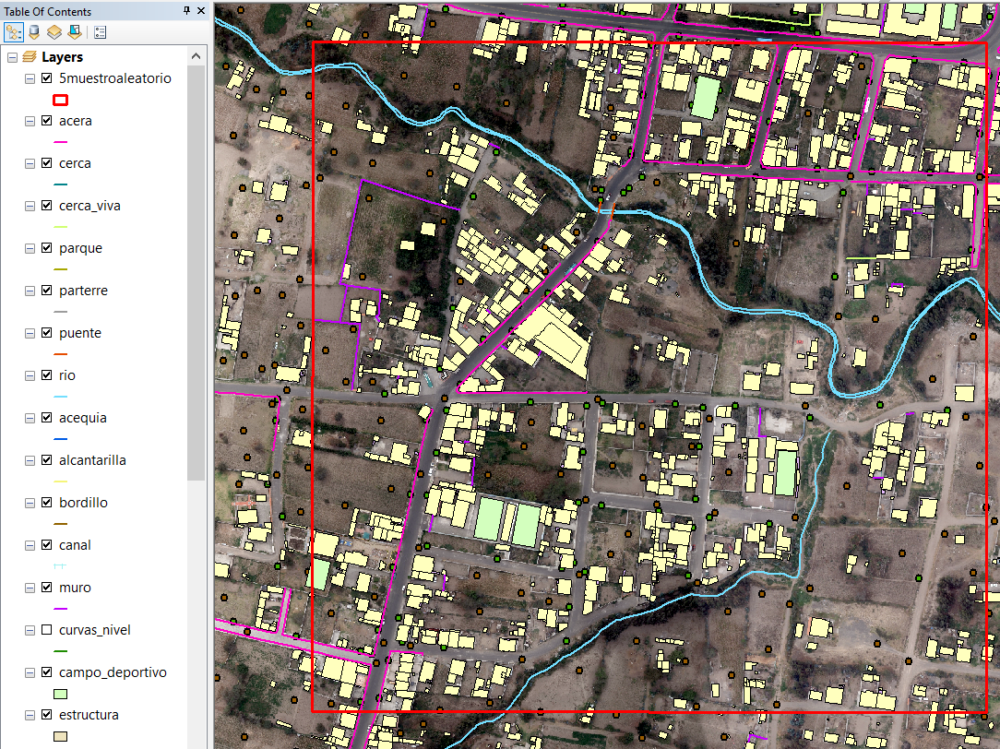 Table Of Contents
Layers
5muestroaleatorio
acera
cerca
cerca_viva
parque
parterre
puente
rio
acequia
alcantarilla
bordillo
canal
muro
curvas_nivel
campo_deportivo
estructura